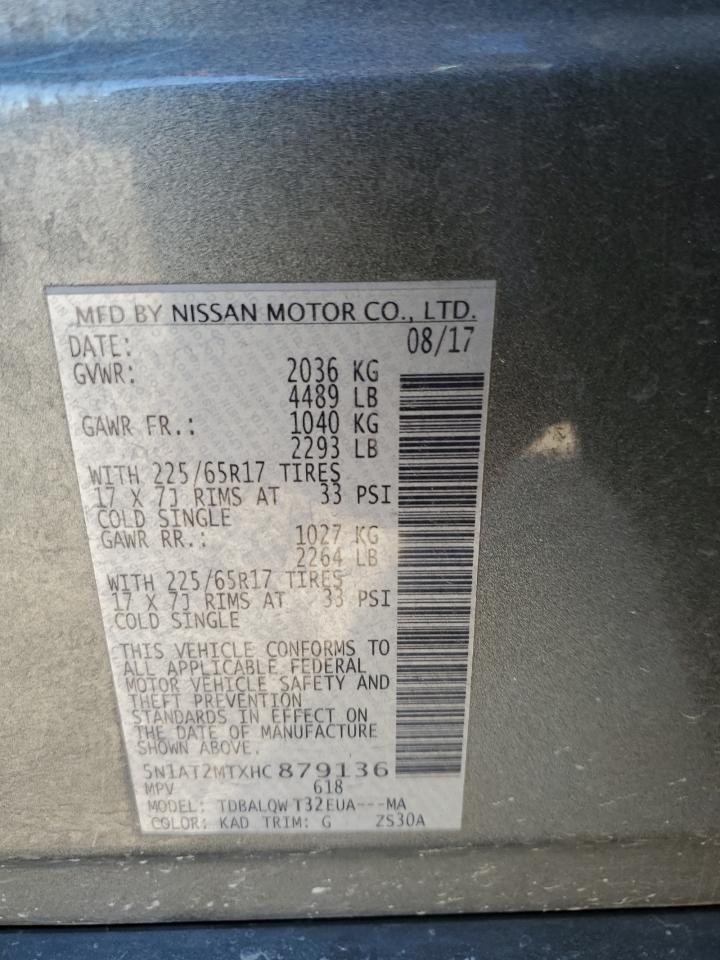 MFD BY NISSAN MOTOR CO., LTD.
DATE: 08/17
GVWR: 2036 KG
4489 LB
GAWR FR.: 1040 KG
2293 LB
WITH 225/65R17 TIRES
17 X 7J RIMS AT 33 PSI
COLD SINGLE
GAWR RR.: 1027 KG
2264 LB
WITH 225/65R17 TIRES
17 X 7J RIMS AT 33 PSI
COLD SINGLE
THIS VEHICLE CONFORMS TO
ALL APPLICABLE FEDERAL
MOTOR VEHICLE SAFETY AND
THEFT PREVENTION
STANDARDS IN EFFECT ON
THE DATE OF MANUFACTURE
SHOWN ABOVE.
5N1AT2MTXHC879136
MPV 618
MODEL: TDBALQW T32EUA---MA
COLOR: KAD TRIM: G ZS30A